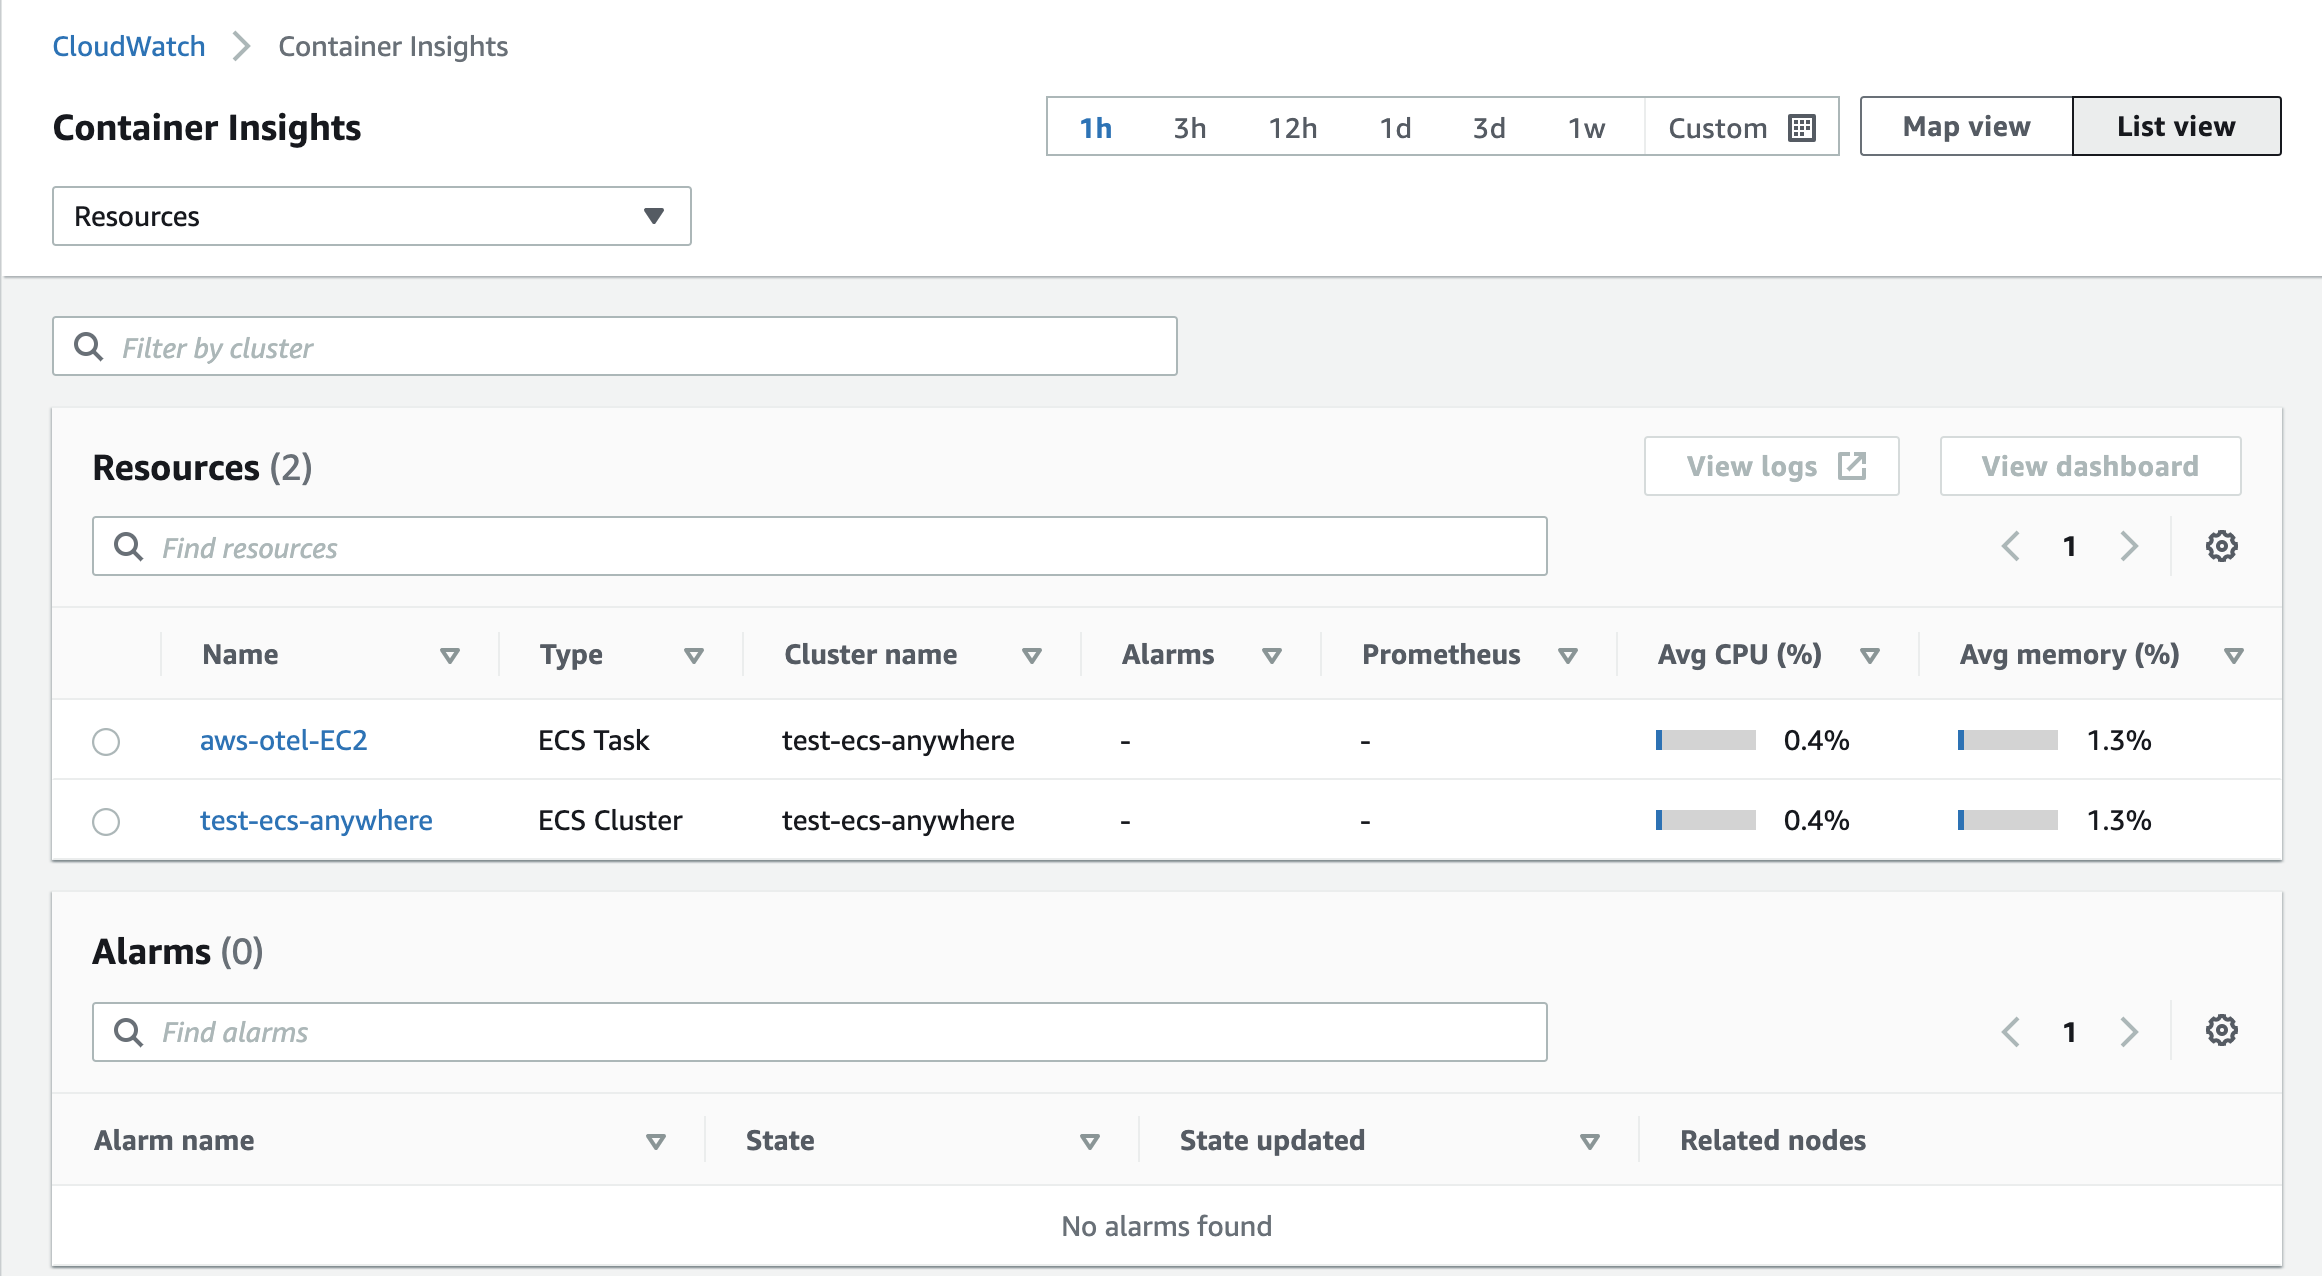 CloudWatch > Container Insights
Container Insights
1h 3h 12h 1d 3d 1w Custom
Map view List view
Resources
Filter by cluster
Resources (2)
View logs View dashboard
Find resources
1
Name Type Cluster name Alarms Prometheus Avg CPU (%) Avg memory (%)
aws-otel-EC2 ECS Task test-ecs-anywhere - - 0.4% 1.3%
test-ecs-anywhere ECS Cluster test-ecs-anywhere - - 0.4% 1.3%
Alarms (0)
Find alarms
1
Alarm name State State updated Related nodes
No alarms found